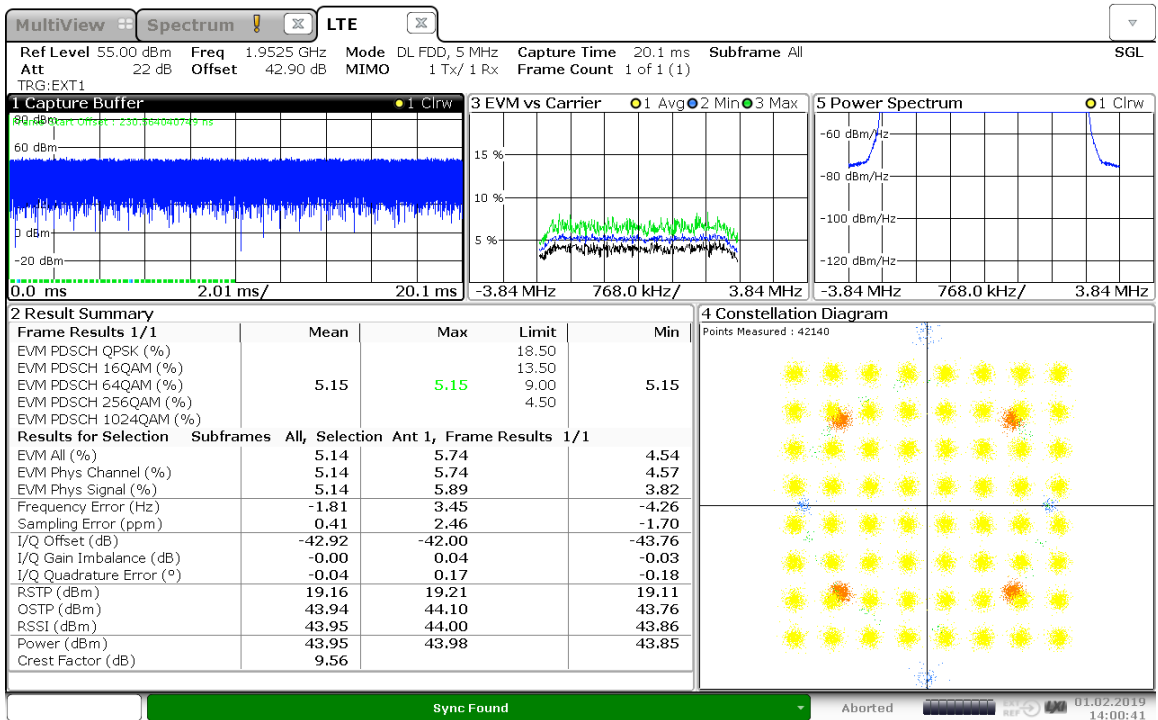 MultiView Spectrum ! x LTE x
Ref Level 55.00 dBm Freq 1.9525 GHz Mode DL FDD, 5 MHz Capture Time 20.1 ms Subframe All SGL
Att 22 dB Offset 42.90 dB MIMO 1 Tx/ 1 Rx Frame Count 1 of 1 (1)
TRG:EXT1
1 Capture Buffer 1 Clrw
80 dBm
Frame Start Offset : 230.564040749 ns
60 dBm
0 dBm
-20 dBm
0.0 ms 2.01 ms/ 20.1 ms
3 EVM vs Carrier 1 Avg 2 Min 3 Max
15 %
10 %
5 %
-3.84 MHz 768.0 kHz/ 3.84 MHz
5 Power Spectrum 1 Clrw
-60 dBm/Hz
-80 dBm/Hz
-100 dBm/Hz
-120 dBm/Hz
-3.84 MHz 768.0 kHz/ 3.84 MHz
2 Result Summary
Frame Results 1/1 Mean Max Limit Min
EVM PDSCH QPSK (%) 18.50
EVM PDSCH 16QAM (%) 13.50
EVM PDSCH 64QAM (%) 5.15 5.15 9.00 5.15
EVM PDSCH 256QAM (%) 4.50
EVM PDSCH 1024QAM (%)
Results for Selection Subframes All, Selection Ant 1, Frame Results 1/1
EVM All (%) 5.14 5.74 4.54
EVM Phys Channel (%) 5.14 5.74 4.57
EVM Phys Signal (%) 5.14 5.89 3.82
Frequency Error (Hz) -1.81 3.45 -4.26
Sampling Error (ppm) 0.41 2.46 -1.70
I/Q Offset (dB) -42.92 -42.00 -43.76
I/Q Gain Imbalance (dB) -0.00 0.04 -0.03
I/Q Quadrature Error (º) -0.04 0.17 -0.18
RSTP (dBm) 19.16 19.21 19.11
OSTP (dBm) 43.94 44.10 43.76
RSSI (dBm) 43.95 44.00 43.86
Power (dBm) 43.95 43.98 43.85
Crest Factor (dB) 9.56
4 Constellation Diagram
Points Measured : 42140
Sync Found
Aborted
EXT REF
LXI
01.02.2019
14:00:41